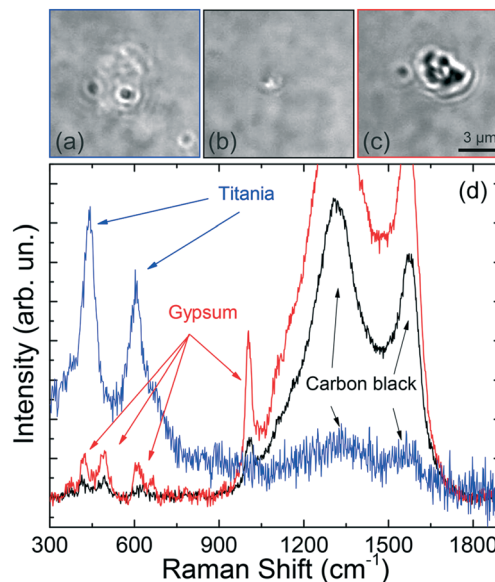 (a)
(b)
(c)
3 µm
(d)
Titania
Gypsum
Carbon black
Intensity (arb. un.)
300 600 900 1200 1500 1800
Raman Shift (cm⁻¹)